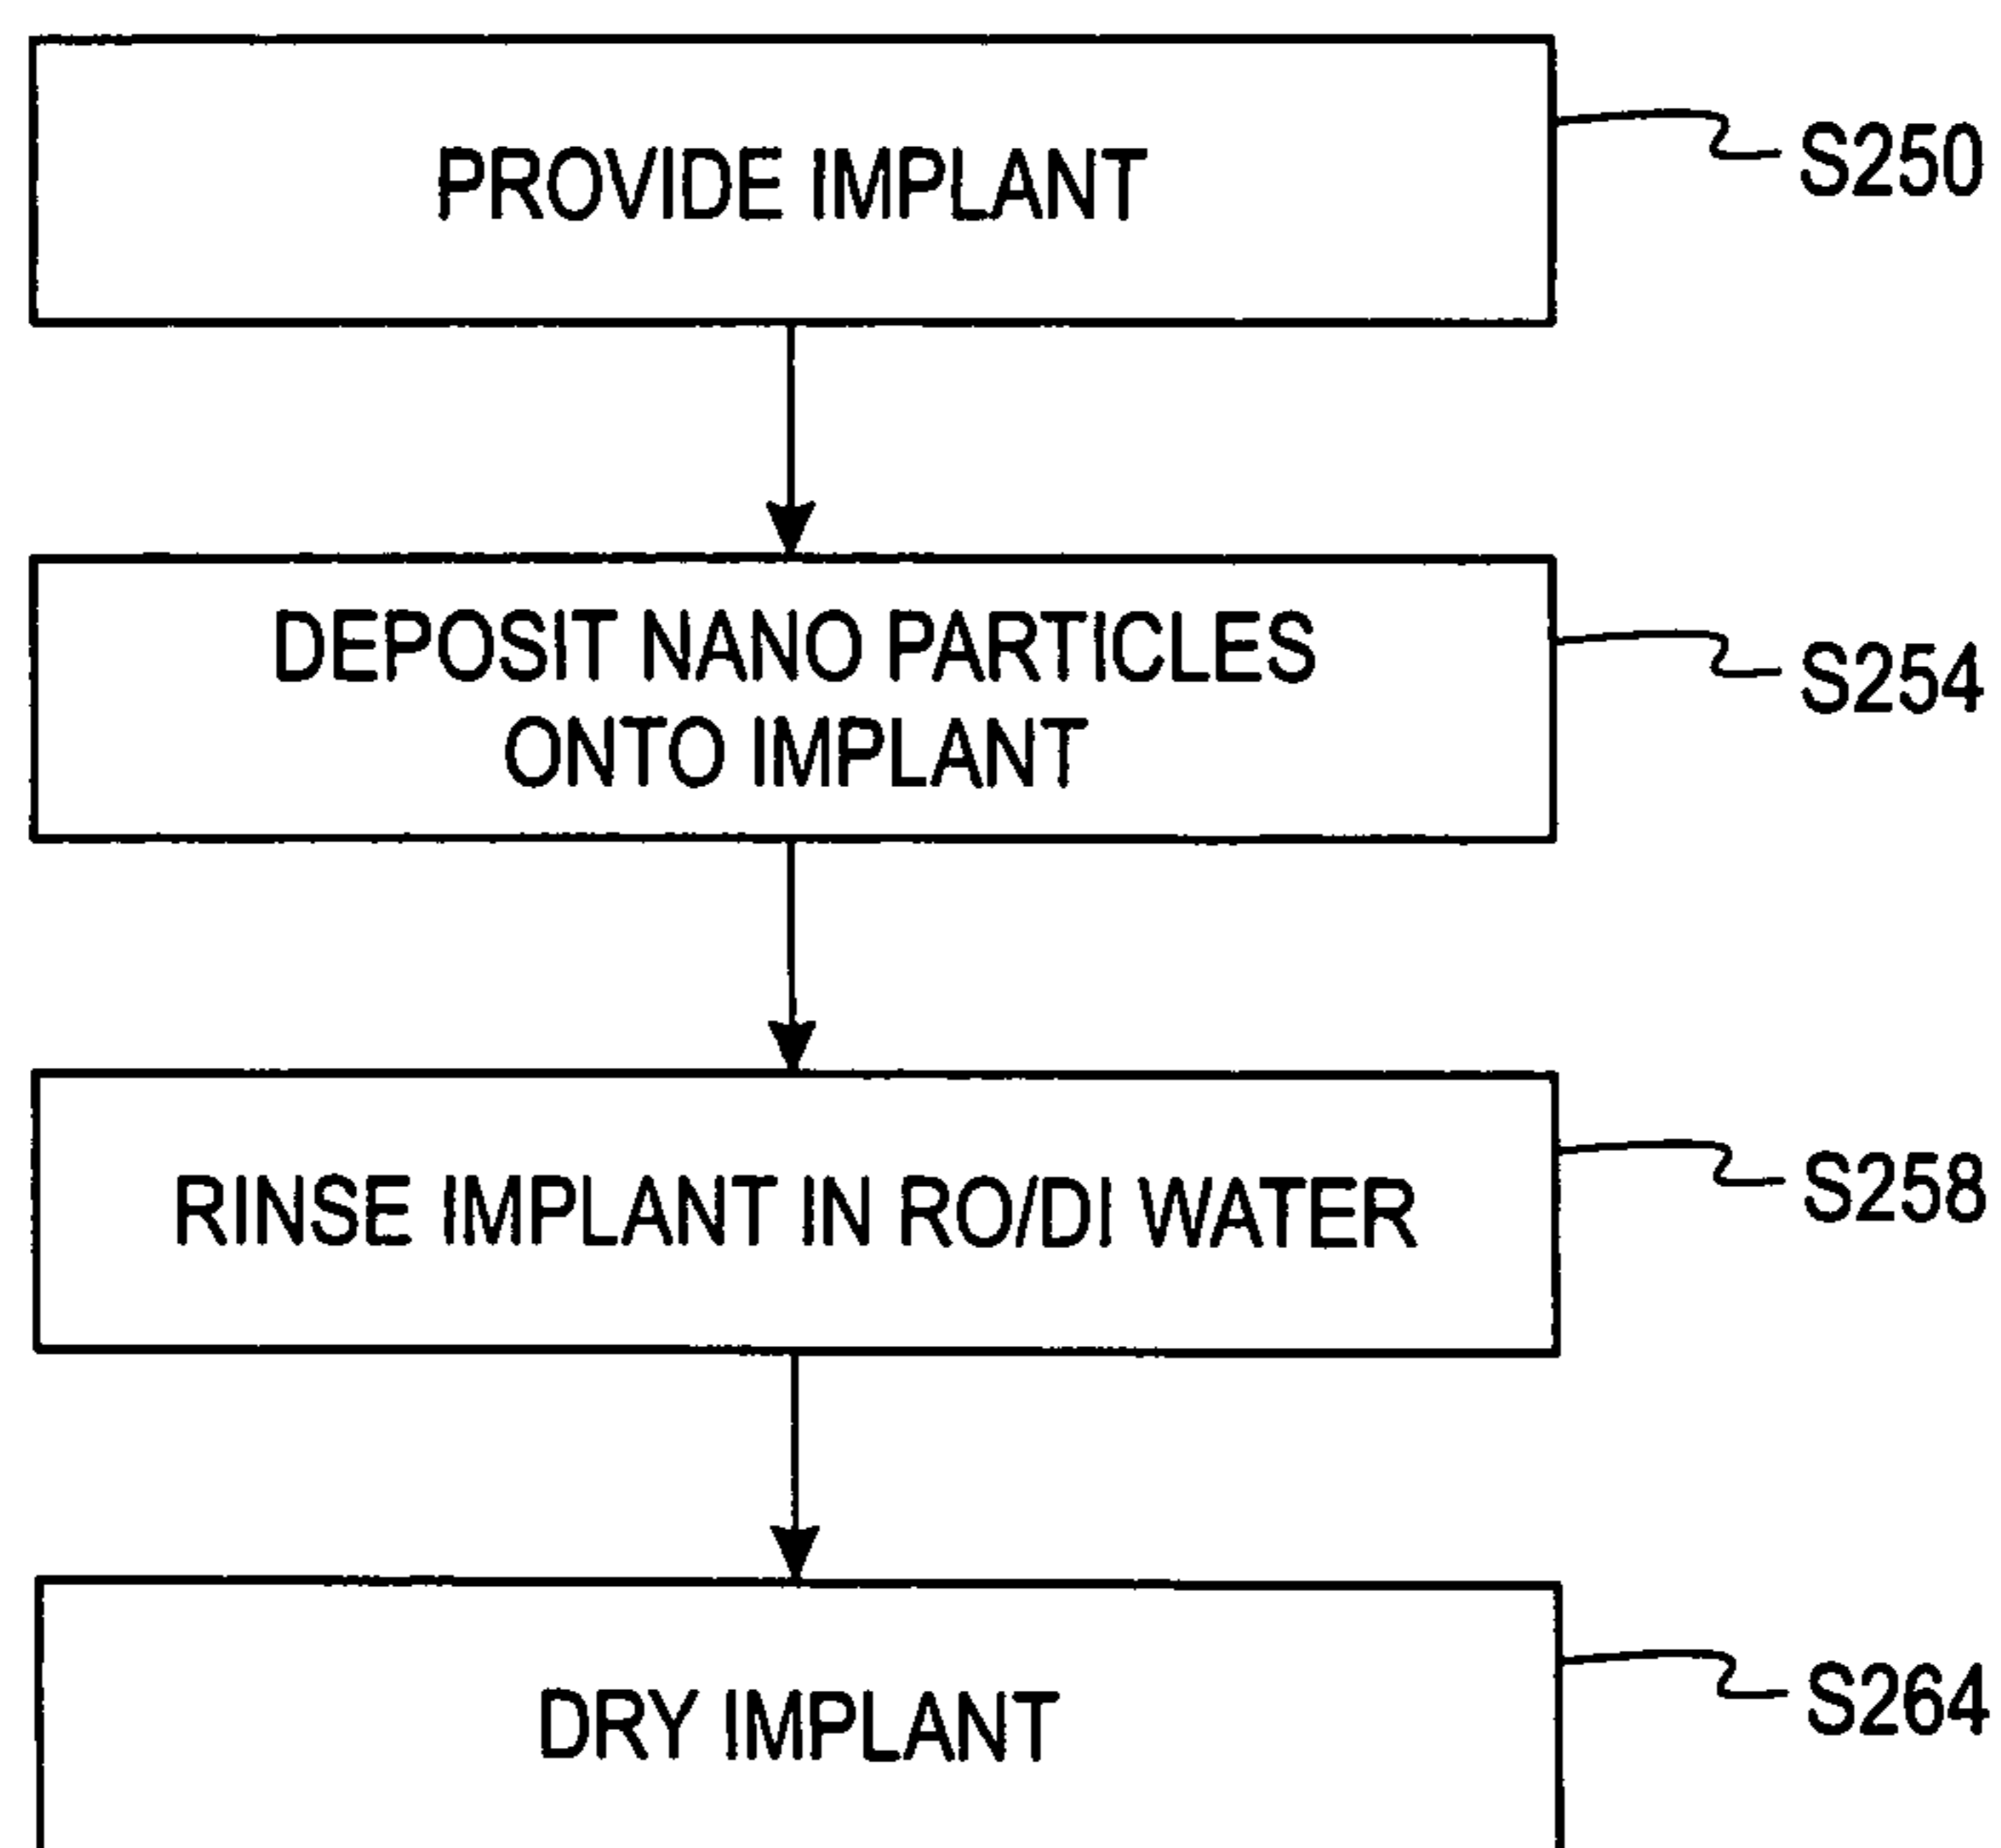 PROVIDE IMPLANT
S250
DEPOSIT NANO PARTICLES
ONTO IMPLANT
S254
RINSE IMPLANT IN RO/DI WATER
S258
DRY IMPLANT
S264